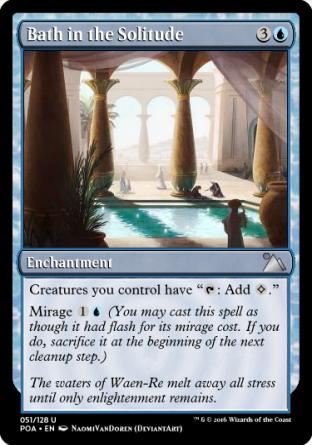 Bath in the Solitude 3
Enchantment
Creatures you control have “: Add .”
Mirage 1 (You may cast this spell as
though it had flash for its mirage cost. If you
do, sacrifice it at the beginning of the next
cleanup step.)
The waters of Waen-Re melt away all stress
until only enlightenment remains.
051/128 U
POA • EN NaomiVanDoren (DeviantArt)
™ & © 2016 Wizards of the Coast